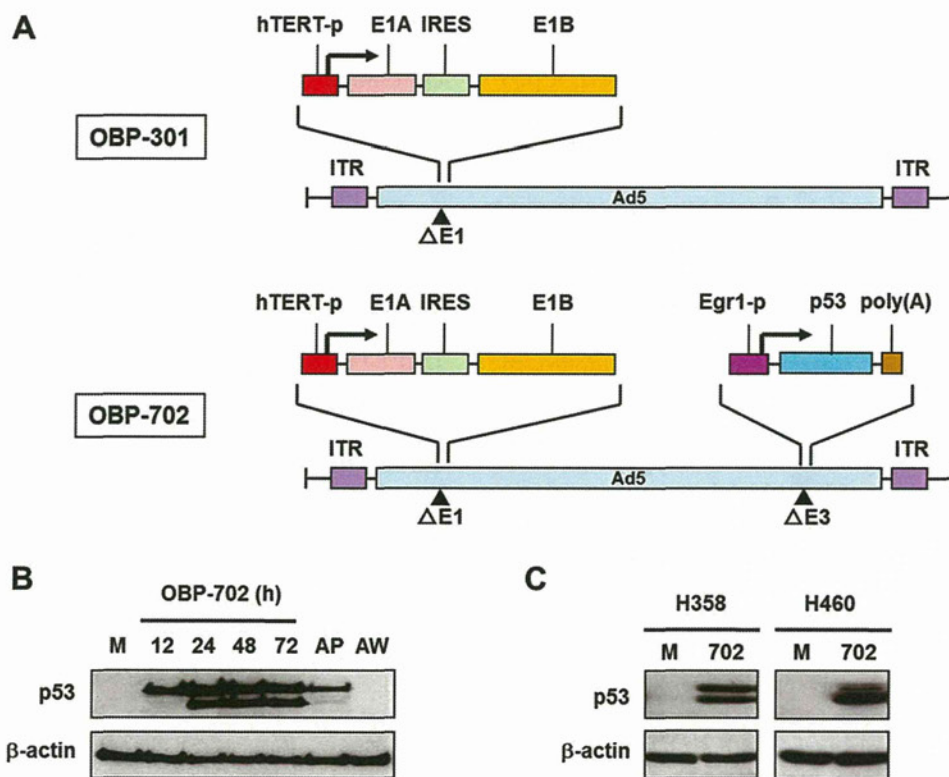 A
hTERT-p E1A IRES E1B
OBP-301
ITR ITR
Ad5
ΔE1
hTERT-p E1A IRES E1B Egr1-p p53 poly(A)
OBP-702
ITR ITR
Ad5
ΔE1 ΔE3
B
OBP-702 (h)
M 12 24 48 72 AP AW
p53
β-actin
C
H358 H460
M 702 M 702
p53
β-actin